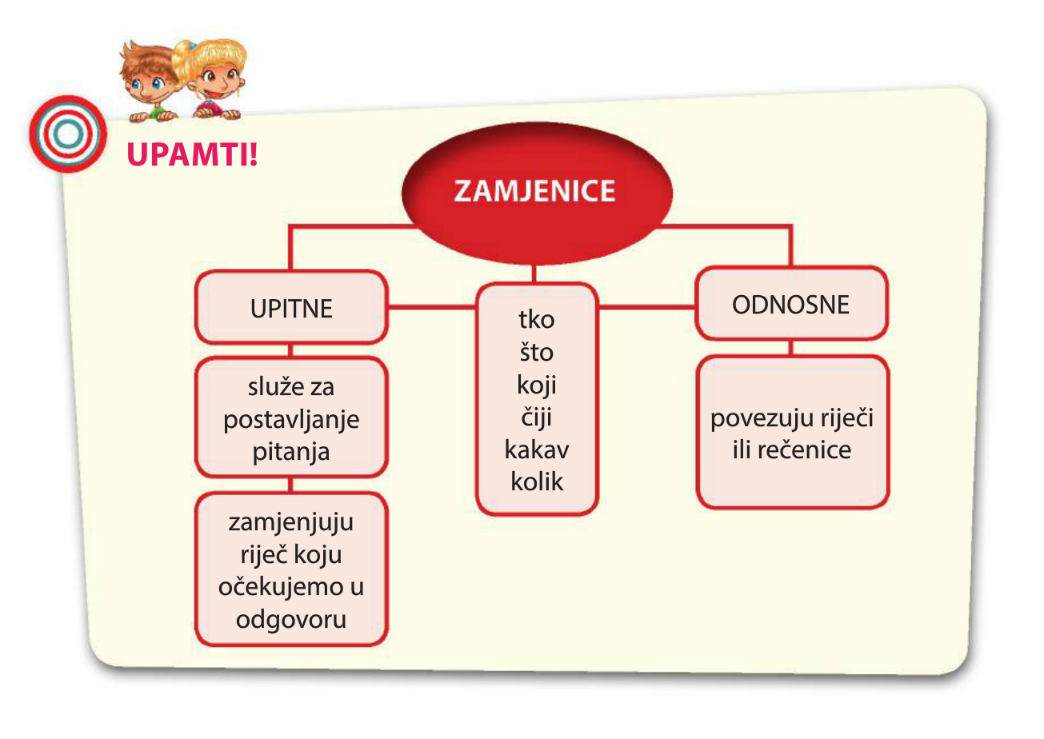 UPAMTI!
ZAMJENICE
UPITNE
služe za
postavljanje
pitanja
zamjenjuju
riječ koju
očekujemo u
odgovoru
tko
što
koji
čiji
kakav
kolik
ODNOSNE
povezuju riječi
ili rečenice